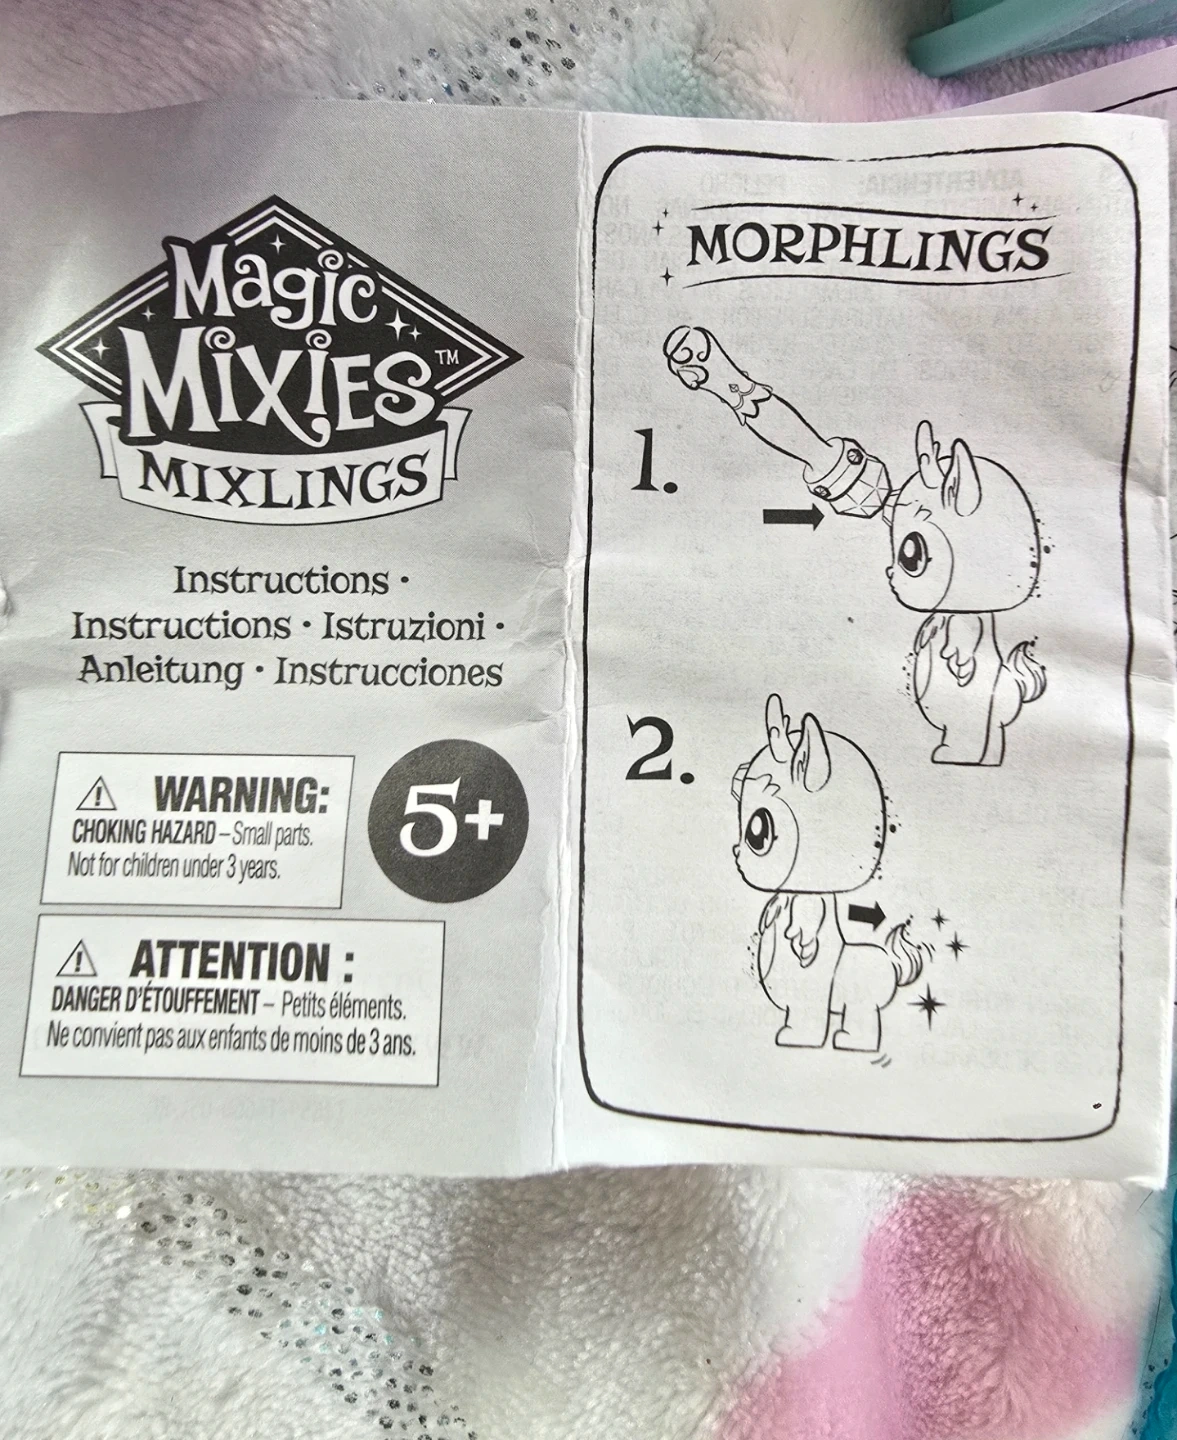 Magic
MIXIES™
MIXLINGS
Instructions •
Instructions • Istruzioni •
Anleitung • Instrucciones
⚠ WARNING:
CHOKING HAZARD – Small parts.
Not for children under 3 years.
5+
⚠ ATTENTION :
DANGER D'ÉTOUFFEMENT – Petits éléments.
Ne convient pas aux enfants de moins de 3 ans.
MORPHLINGS
1.
2.